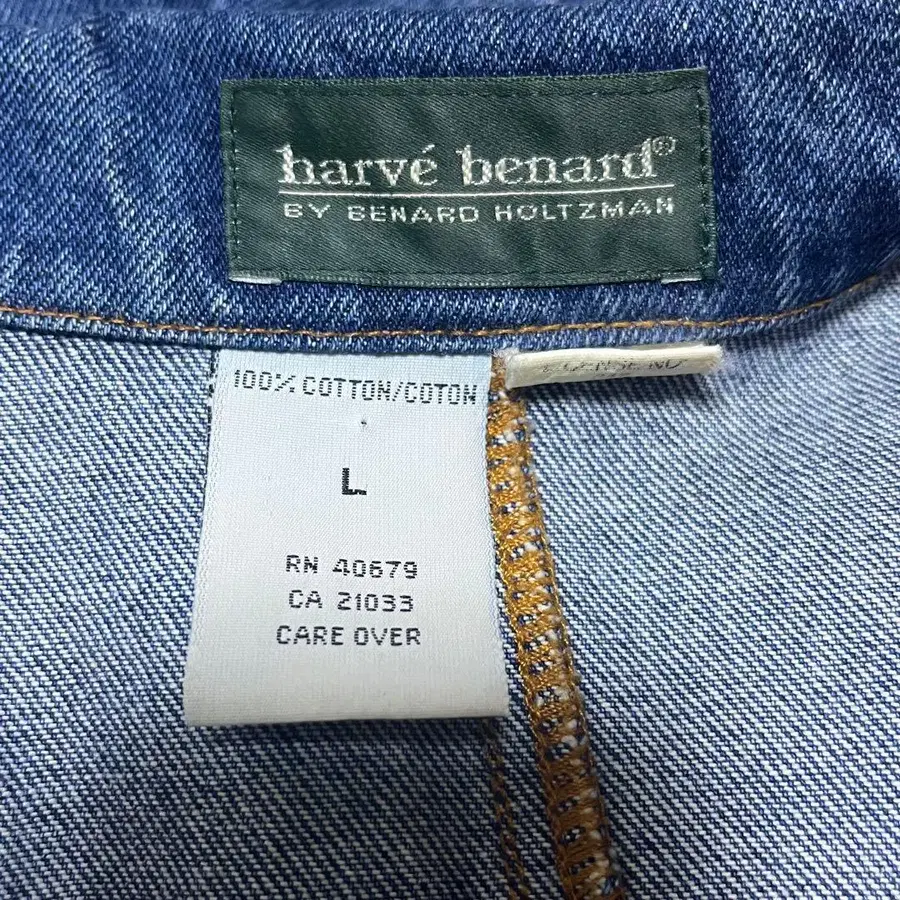 harvé benard®
BY BENARD HOLTZMAN
100% COTTON/COTON
L
RN 40679
CA 21033
CARE OVER